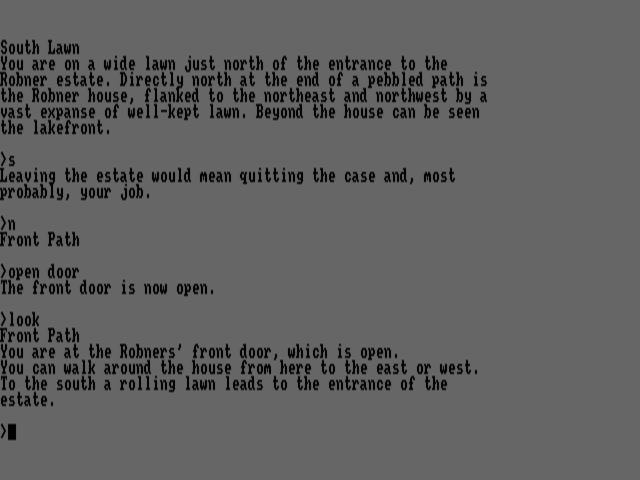 South Lawn
You are on a wide lawn just north of the entrance to the
Robner estate. Directly north at the end of a pebbled path is
the Robner house, flanked to the northeast and northwest by a
vast expanse of well-kept lawn. Beyond the house can be seen
the lakefront.
>s
Leaving the estate would mean quitting the case and, most
probably, your job.
>n
Front Path
>open door
The front door is now open.
>look
Front Path
You are at the Robners' front door, which is open.
You can walk around the house from here to the east or west.
To the south a rolling lawn leads to the entrance of the
estate.
>